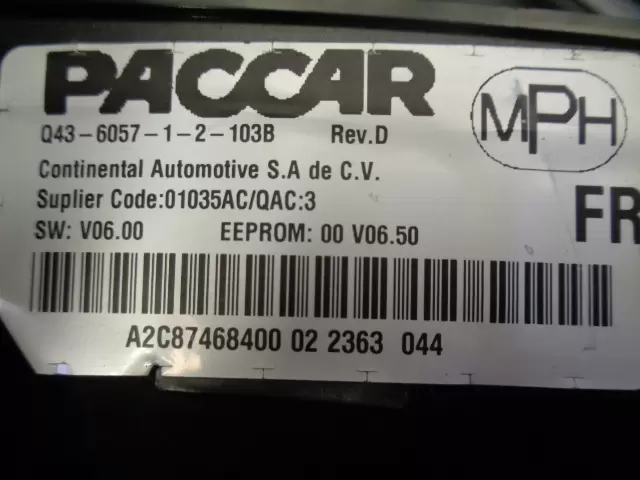 PACCAR
MPH
Q43-6057-1-2-103B Rev.D
Continental Automotive S.A de C.V.
Suplier Code:01035AC/QAC:3
FR
SW: V06.00 EEPROM: 00 V06.50
A2C87468400 02 2363 044